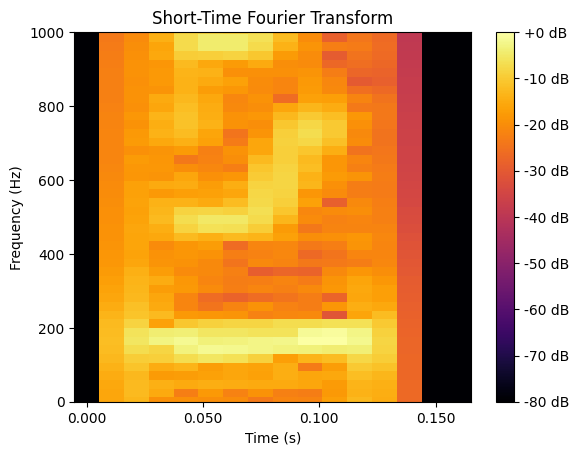 Short-Time Fourier Transform
1000
800
600
400
200
0
Frequency (Hz)
0.000
0.050
0.100
0.150
Time (s)
+0 dB
-10 dB
-20 dB
-30 dB
-40 dB
-50 dB
-60 dB
-70 dB
-80 dB